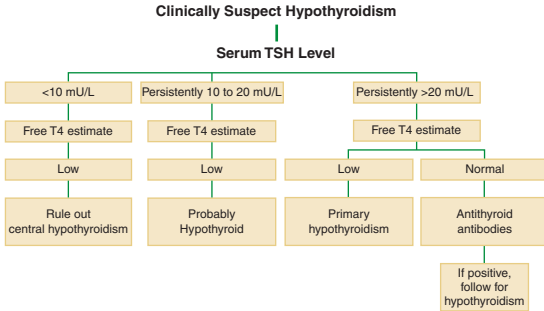 Clinically Suspect Hypothyroidism
Serum TSH Level
<10 mU/L
Persistently 10 to 20 mU/L
Persistently >20 mU/L
Free T4 estimate
Free T4 estimate
Free T4 estimate
Low
Low
Low
Normal
Rule out
central hypothyroidism
Probably
Hypothyroid
Primary
hypothyroidism
Antithyroid
antibodies
If positive,
follow for
hypothyroidism